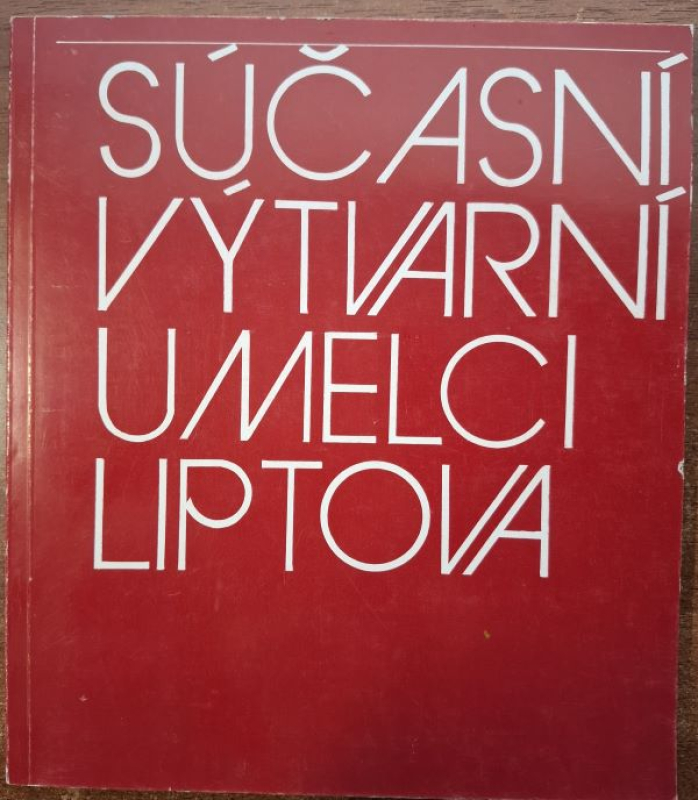 SÚČASNÍ
VÝTVARNÍ
UMELCI
LIPTOVA